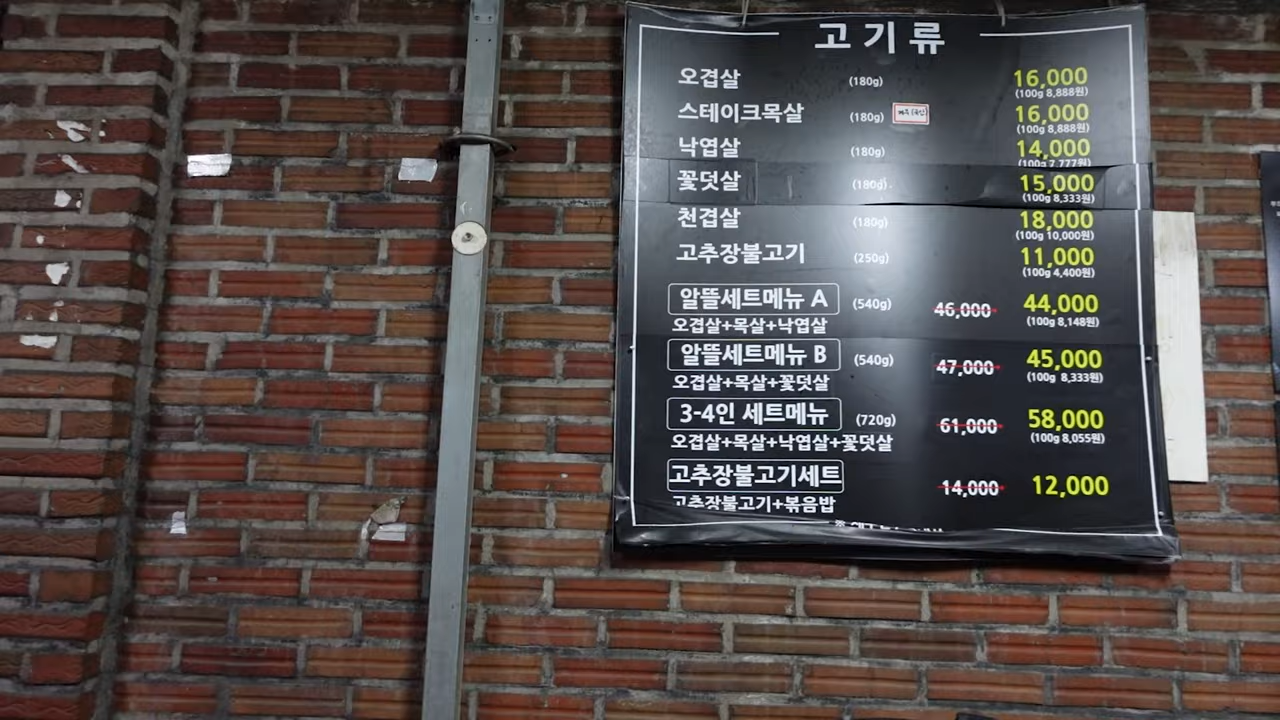 고기류
오겹살 (180g) 16,000
(100g 8,888원)
스테이크목살 (180g) 16,000
(100g 8,888원)
낙엽살 (180g) 14,000
(100g 7,777원)
꽃덧살 (180g) 15,000
(100g 8,333원)
천겹살 (180g) 18,000
(100g 10,000원)
고추장불고기 (250g) 11,000
(100g 4,400원)
알뜰세트메뉴 A (540g) 46,000 44,000
오겹살+목살+낙엽살 (100g 8,148원)
알뜰세트메뉴 B (540g) 47,000 45,000
오겹살+목살+꽃덧살 (100g 8,333원)
3-4인 세트메뉴 (720g) 61,000 58,000
오겹살+목살+낙엽살+꽃덧살 (100g 8,055원)
고추장불고기세트 14,000 12,000
고추장불고기+볶음밥